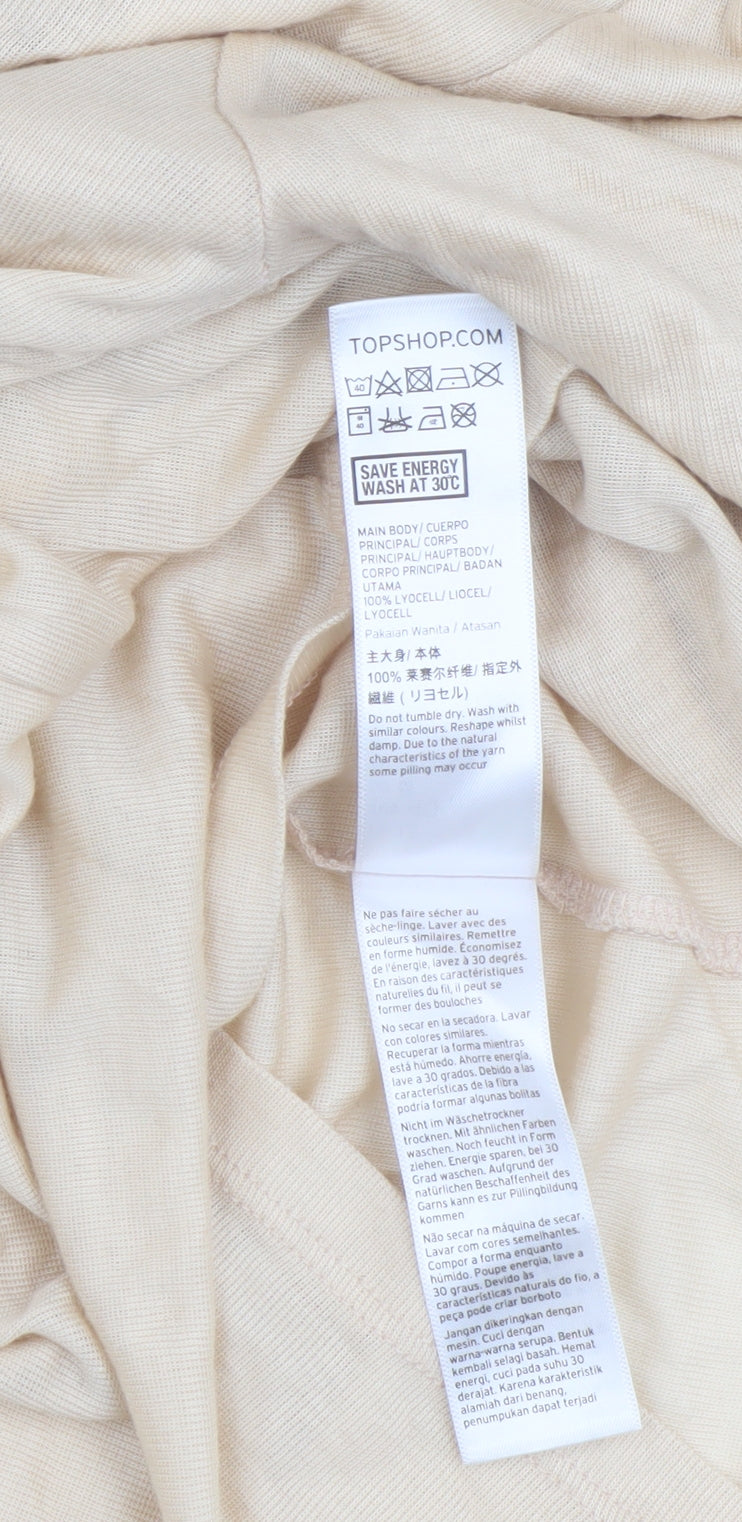 TOPSHOP.COM
40
40
SAVE ENERGY
WASH AT 30°C
MAIN BODY/ CUERPO
PRINCIPAL/ CORPS
PRINCIPAL/ HAUPTBODY/
CORPO PRINCIPAL/ BADAN
UTAMA
100% LYOCELL/ LIOCEL/
LYOCELL
Pakaian Wanita / Atasan
主大身/ 本体
100% 莱赛尔纤维/ 指定外
繊維 ( リヨセル)
Do not tumble dry. Wash with
similar colours. Reshape whilst
damp. Due to the natural
characteristics of the yarn
some pilling may occur
Ne pas faire sécher au
sèche-linge. Laver avec des
couleurs similaires. Remettre
en forme humide. Économisez
de l'énergie, lavez à 30 degrés.
En raison des caractéristiques
naturelles du fil, il peut se
former des bouloches
No secar en la secadora. Lavar
con colores similares.
Recuperar la forma mientras
está húmedo. Ahorre energía,
lave a 30 grados. Debido a las
características de la fibra
podría formar algunas bolitas
Nicht im Wäschetrockner
trocknen. Mit ähnlichen Farben
waschen. Noch feucht in Form
ziehen. Energie sparen, bei 30
Grad waschen. Aufgrund der
natürlichen Beschaffenheit des
Garns kann es zur Pillingbildung
kommen
Não secar na máquina de secar.
Lavar com cores semelhantes.
Compor a forma enquanto
húmido. Poupe energia, lave a
30 graus. Devido às
características naturais do fio, a
peça pode criar borboto
Jangan dikeringkan dengan
mesin. Cuci dengan
warna-warna serupa. Bentuk
kembali selagi basah. Hemat
energi, cuci pada suhu 30
derajat. Karena karakteristik
alamiah dari benang,
penumpukan dapat terjadi